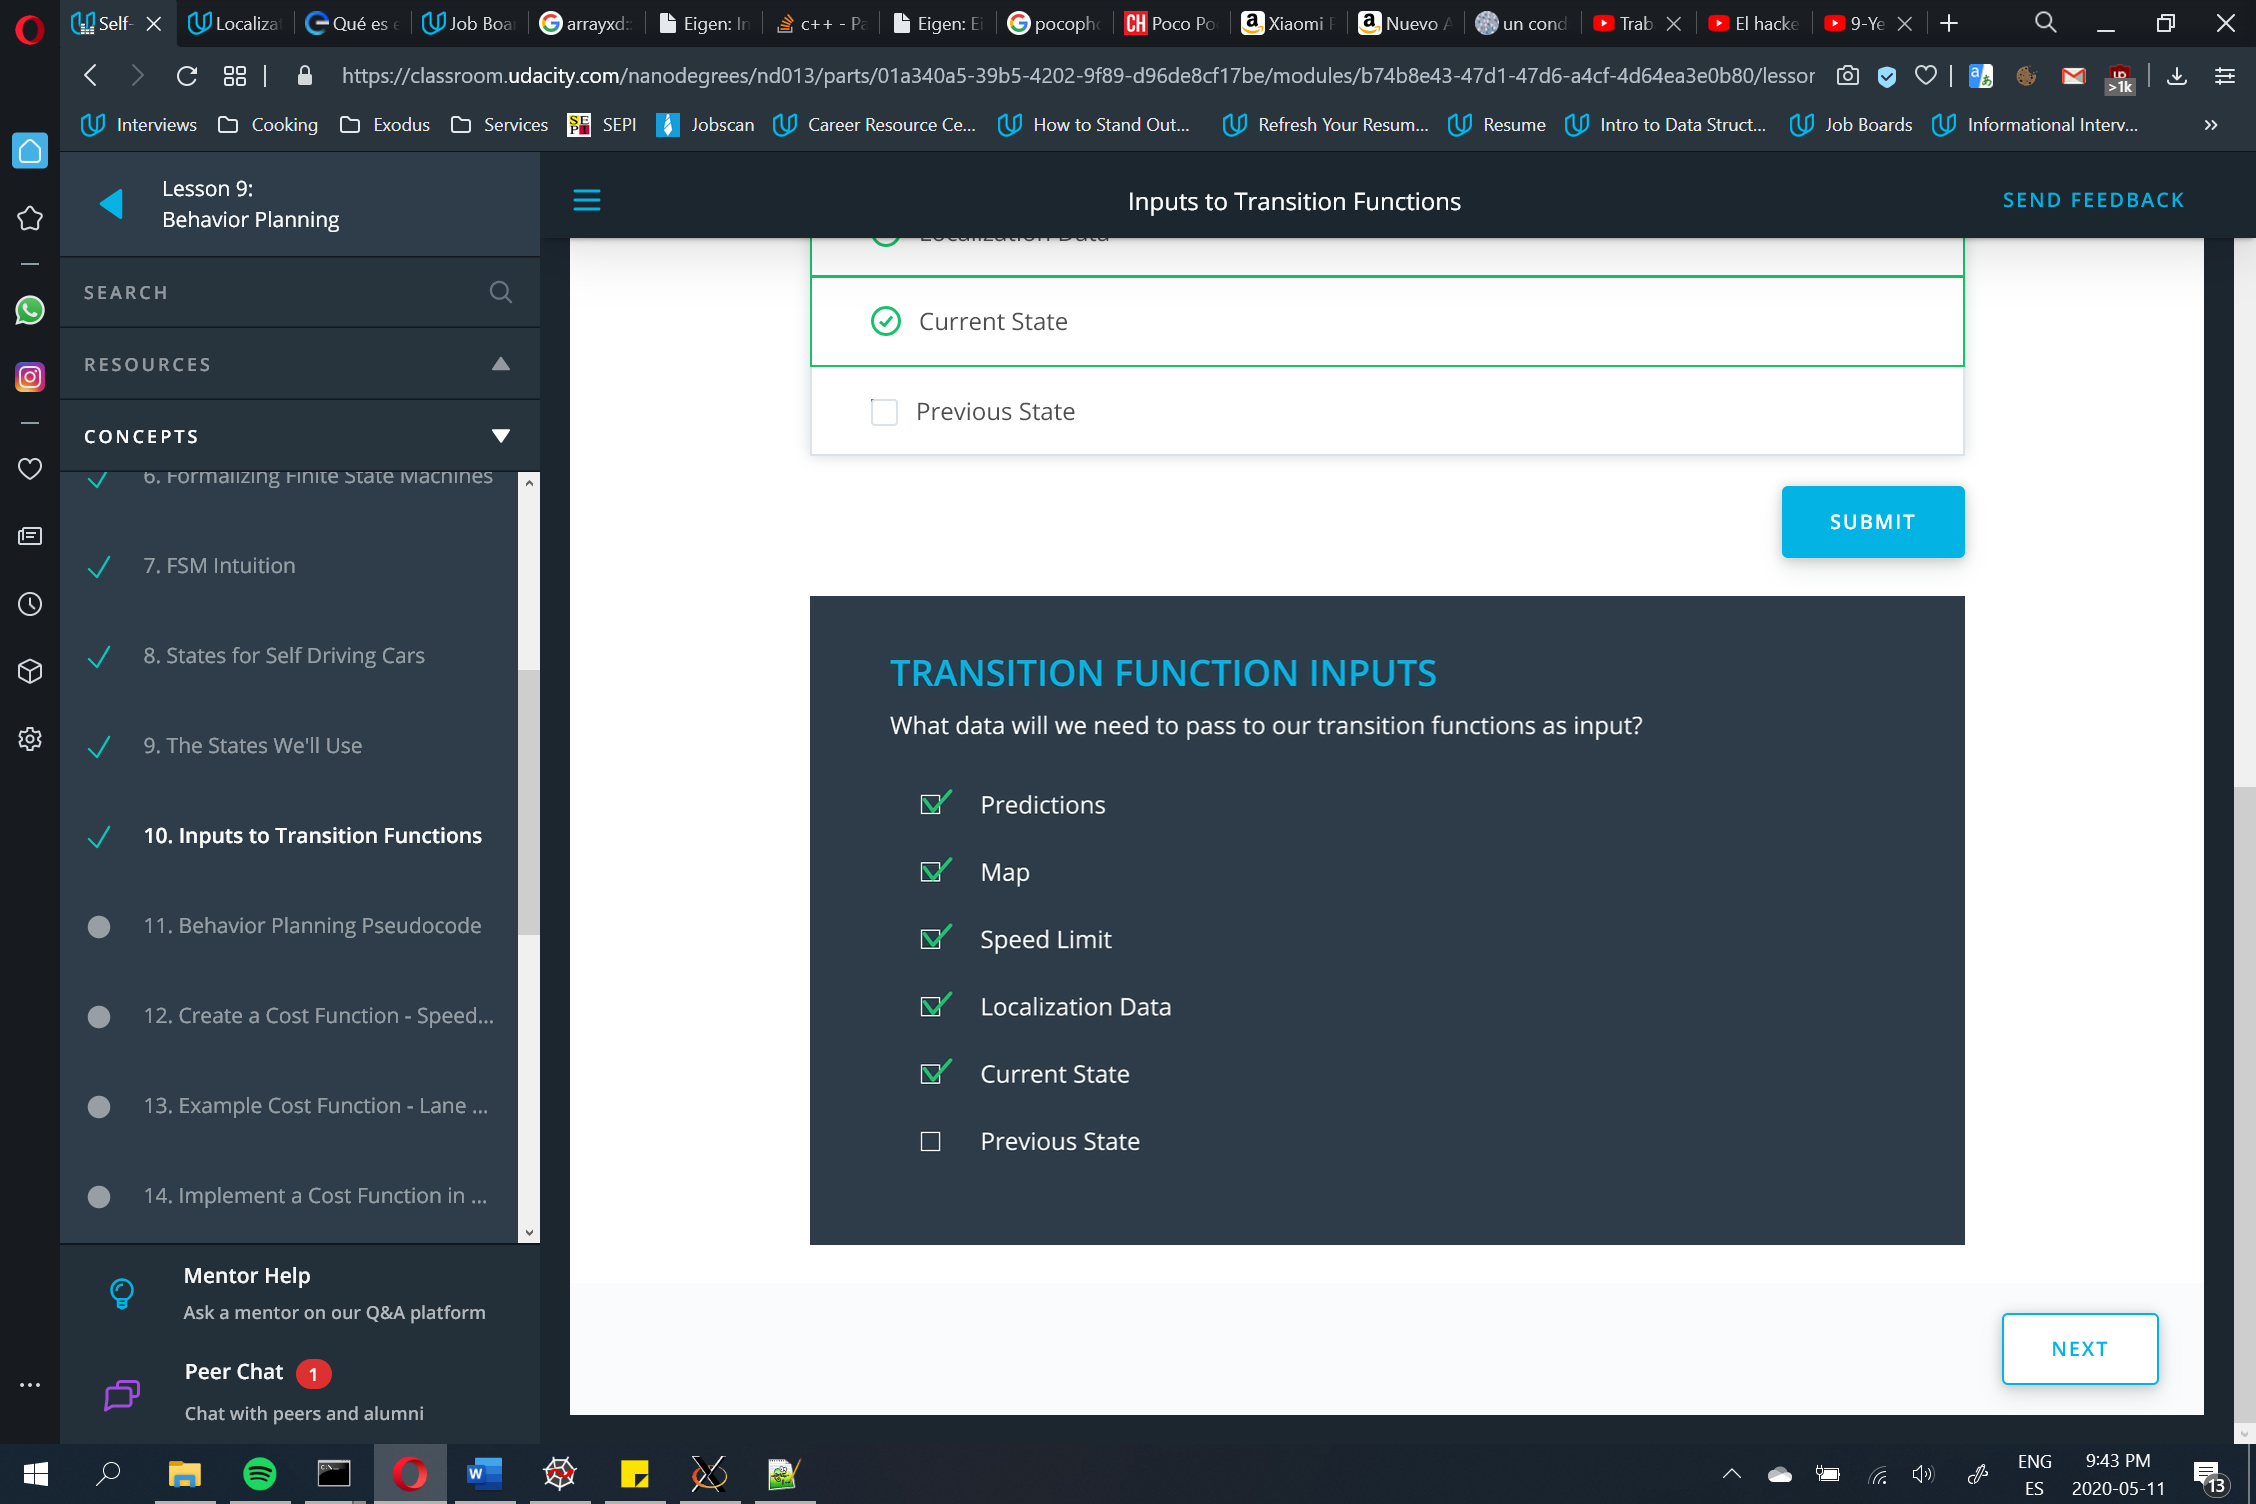 Self-
Localiza
Qué es e
Job Boar
arrayxd::
Eigen: In
c++ - Pa
Eigen: Ei
pocoph
CH Poco Po
Xiaomi
Nuevo
un cond
Trab
El hacke
9-Ye
https://classroom.udacity.com/nanodegrees/nd013/parts/01a340a5-39b5-4202-9f89-d96de8cf17be/modules/b74b8e43-47d1-47d6-a4cf-4d64ea3e0b80/lessor
>1k
Interviews
Cooking
Exodus
Services
SEPI
Jobscan
Career Resource Ce...
How to Stand Out...
Refresh Your Resum...
Resume
Intro to Data Struct...
Job Boards
Informational Interv...
Lesson 9:
Behavior Planning
Inputs to Transition Functions
SEND FEEDBACK
SEARCH
RESOURCES
CONCEPTS
6. Formalizing Finite State Machines
7. FSM Intuition
8. States for Self Driving Cars
9. The States We'll Use
10. Inputs to Transition Functions
11. Behavior Planning Pseudocode
12. Create a Cost Function - Speed...
13. Example Cost Function - Lane ...
14. Implement a Cost Function in ...
Mentor Help
Ask a mentor on our Q&A platform
Peer Chat 1
Chat with peers and alumni
Localization Data
Current State
Previous State
SUBMIT
TRANSITION FUNCTION INPUTS
What data will we need to pass to our transition functions as input?
Predictions
Map
Speed Limit
Localization Data
Current State
Previous State
NEXT
ENG
ES
9:43 PM
2020-05-11
13